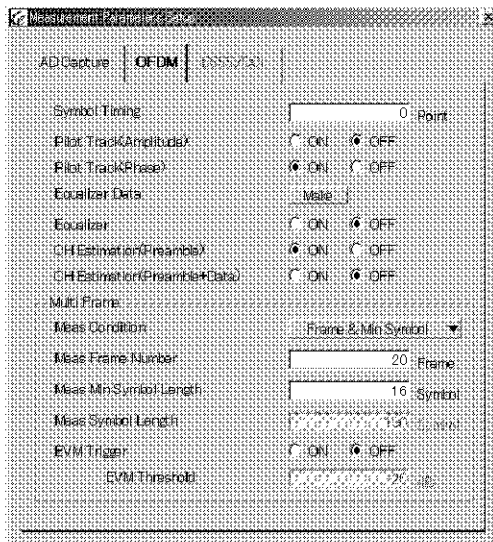 Measurement Parameters Setup
AD Capture OFDM
Symbol Timing 0 Point
Pilot Track(Amplitude) ON OFF
Pilot Track(Phase) ON OFF
Equalizer Data Make
Equalizer ON OFF
CH Estimation(Preamble) ON OFF
CH Estimation(Preamble+Data) ON OFF
Multi Frame
Meas Condition Frame & Min Symbol
Meas Frame Number 20 Frame
Meas Min Symbol Length 16 Symbol
Meas Symbol Length Symbol
EVM Trigger ON OFF
EVM Threshold